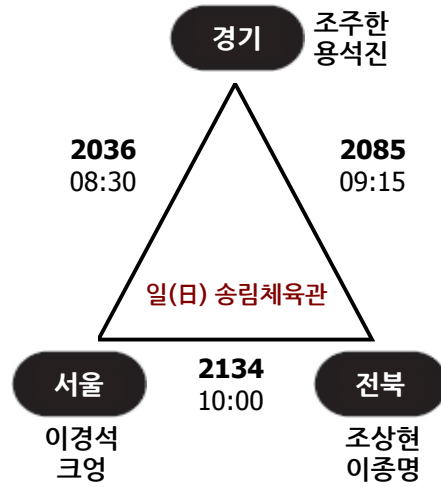 경기
조주한
용석진
2036
08:30
2085
09:15
일(日) 송림체육관
서울
2134
10:00
전북
이경석
크엉
조상현
이종명